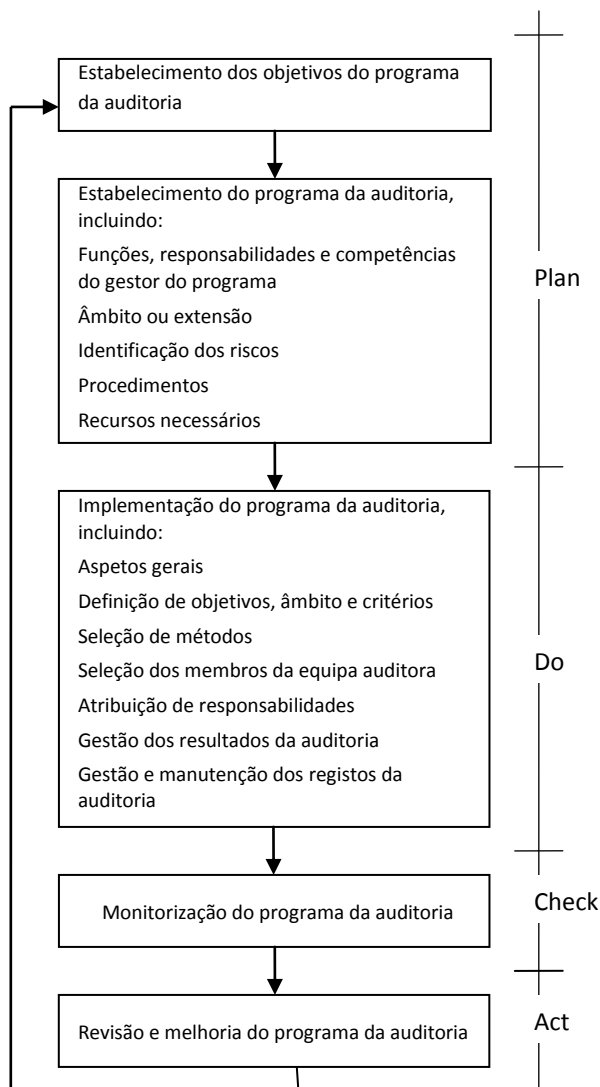 Estabelecimento dos objetivos do programa
da auditoria
Estabelecimento do programa da auditoria,
incluindo:
Funções, responsabilidades e competências
do gestor do programa
Âmbito ou extensão
Identificação dos riscos
Procedimentos
Recursos necessários
Plan
Implementação do programa da auditoria,
incluindo:
Aspetos gerais
Definição de objetivos, âmbito e critérios
Seleção de métodos
Seleção dos membros da equipa auditora
Atribuição de responsabilidades
Gestão dos resultados da auditoria
Gestão e manutenção dos registos da
auditoria
Do
Monitorização do programa da auditoria
Check
Revisão e melhoria do programa da auditoria
Act